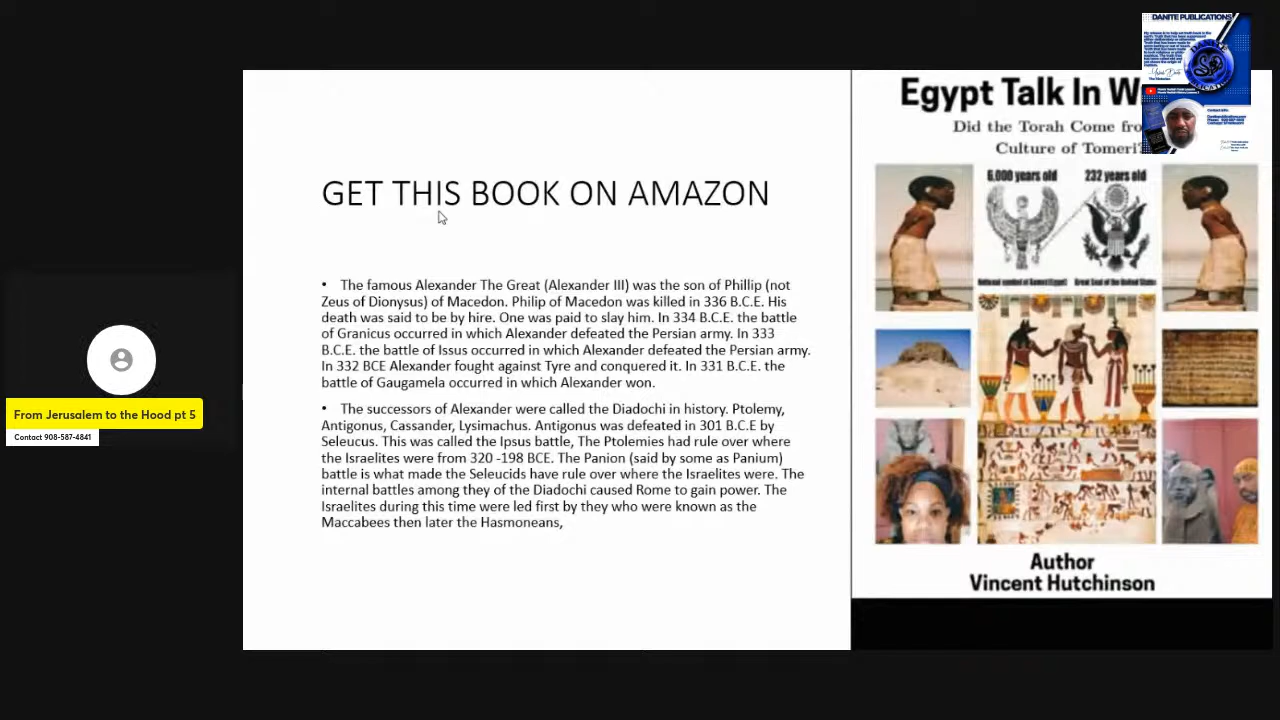 DANITE PUBLICATIONS
Egypt Talk In W
Did the Torah Come fro
Culture of Tomeri?
6,000 years old 232 years old
National symbol of Kemet(Egypt) Great Seal of the United States
GET THIS BOOK ON AMAZON
• The famous Alexander The Great (Alexander III) was the son of Phillip (not
Zeus of Dionysus) of Macedon. Philip of Macedon was killed in 336 B.C.E. His
death was said to be by hire. One was paid to slay him. In 334 B.C.E. the battle
of Granicus occurred in which Alexander defeated the Persian army. In 333
B.C.E. the battle of Issus occurred in which Alexander defeated the Persian army.
In 332 BCE Alexander fought against Tyre and conquered it. In 331 B.C.E. the
battle of Gaugamela occurred in which Alexander won.
• The successors of Alexander were called the Diadochi in history. Ptolemy,
Antigonus, Cassander, Lysimachus. Antigonus was defeated in 301 B.C.E by
Seleucus. This was called the Ipsus battle, The Ptolemies had rule over where
the Israelites were from 320 -198 BCE. The Panion (said by some as Panium)
battle is what made the Seleucids have rule over where the Israelites were. The
internal battles among they of the Diadochi caused Rome to gain power. The
Israelites during this time were led first by they who were known as the
Maccabees then later the Hasmoneans,
From Jerusalem to the Hood pt 5
Contact 908-587-4841
Author
Vincent Hutchinson